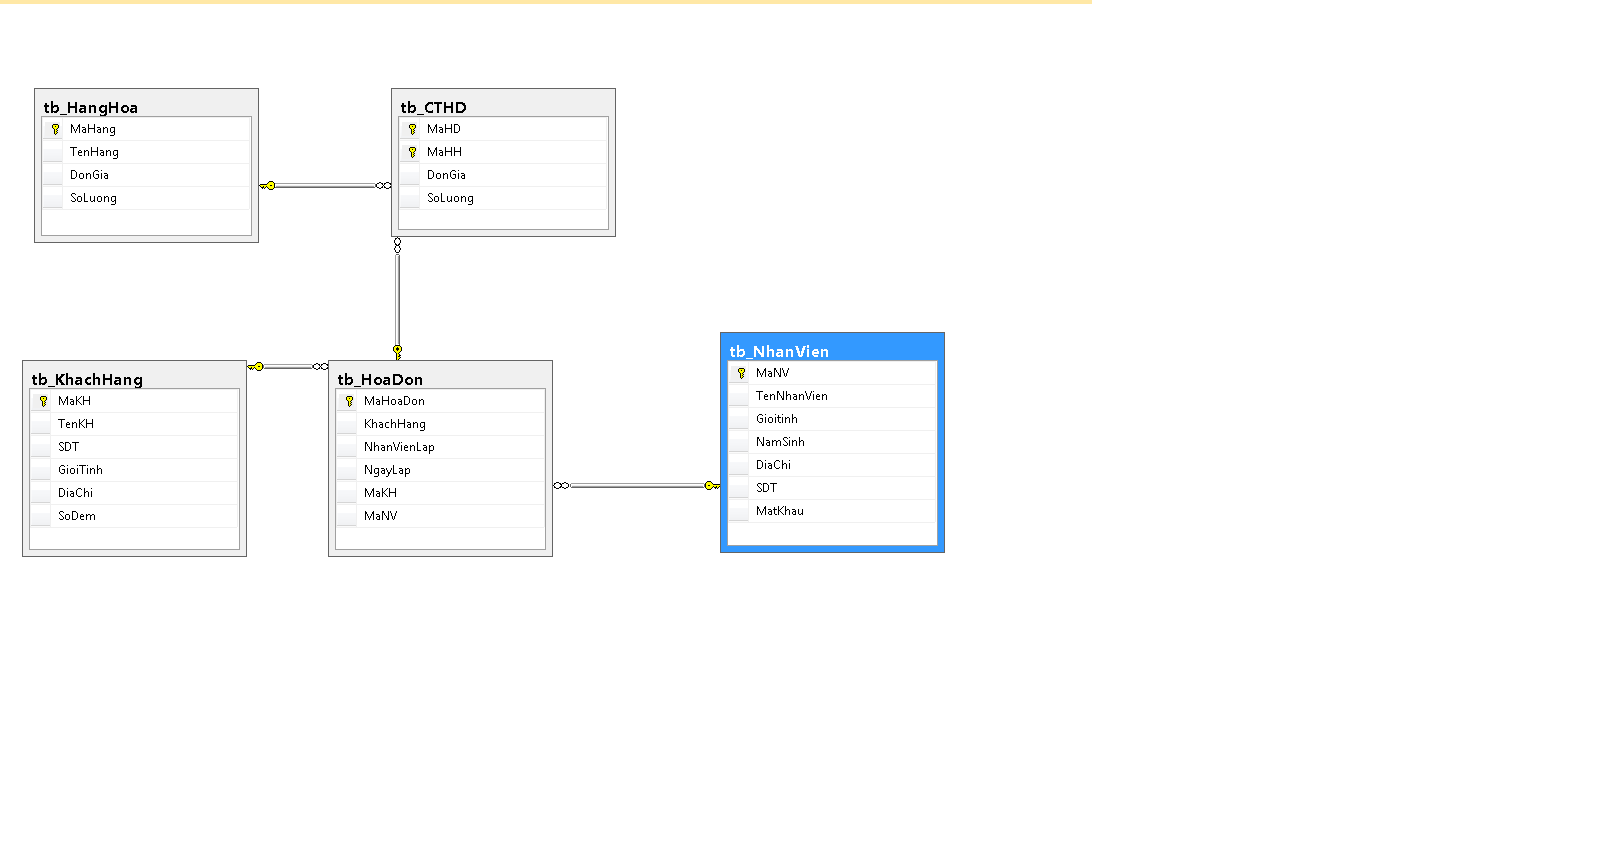 tb_HangHoa
MaHang
TenHang
DonGia
SoLuong
tb_CTHD
MaHD
MaHH
DonGia
SoLuong
tb_KhachHang
MaKH
TenKH
SDT
GioiTinh
DiaChi
SoDem
tb_HoaDon
MaHoaDon
KhachHang
NhanVienLap
NgayLap
MaKH
MaNV
tb_NhanVien
MaNV
TenNhanVien
Gioitinh
NamSinh
DiaChi
SDT
MatKhau